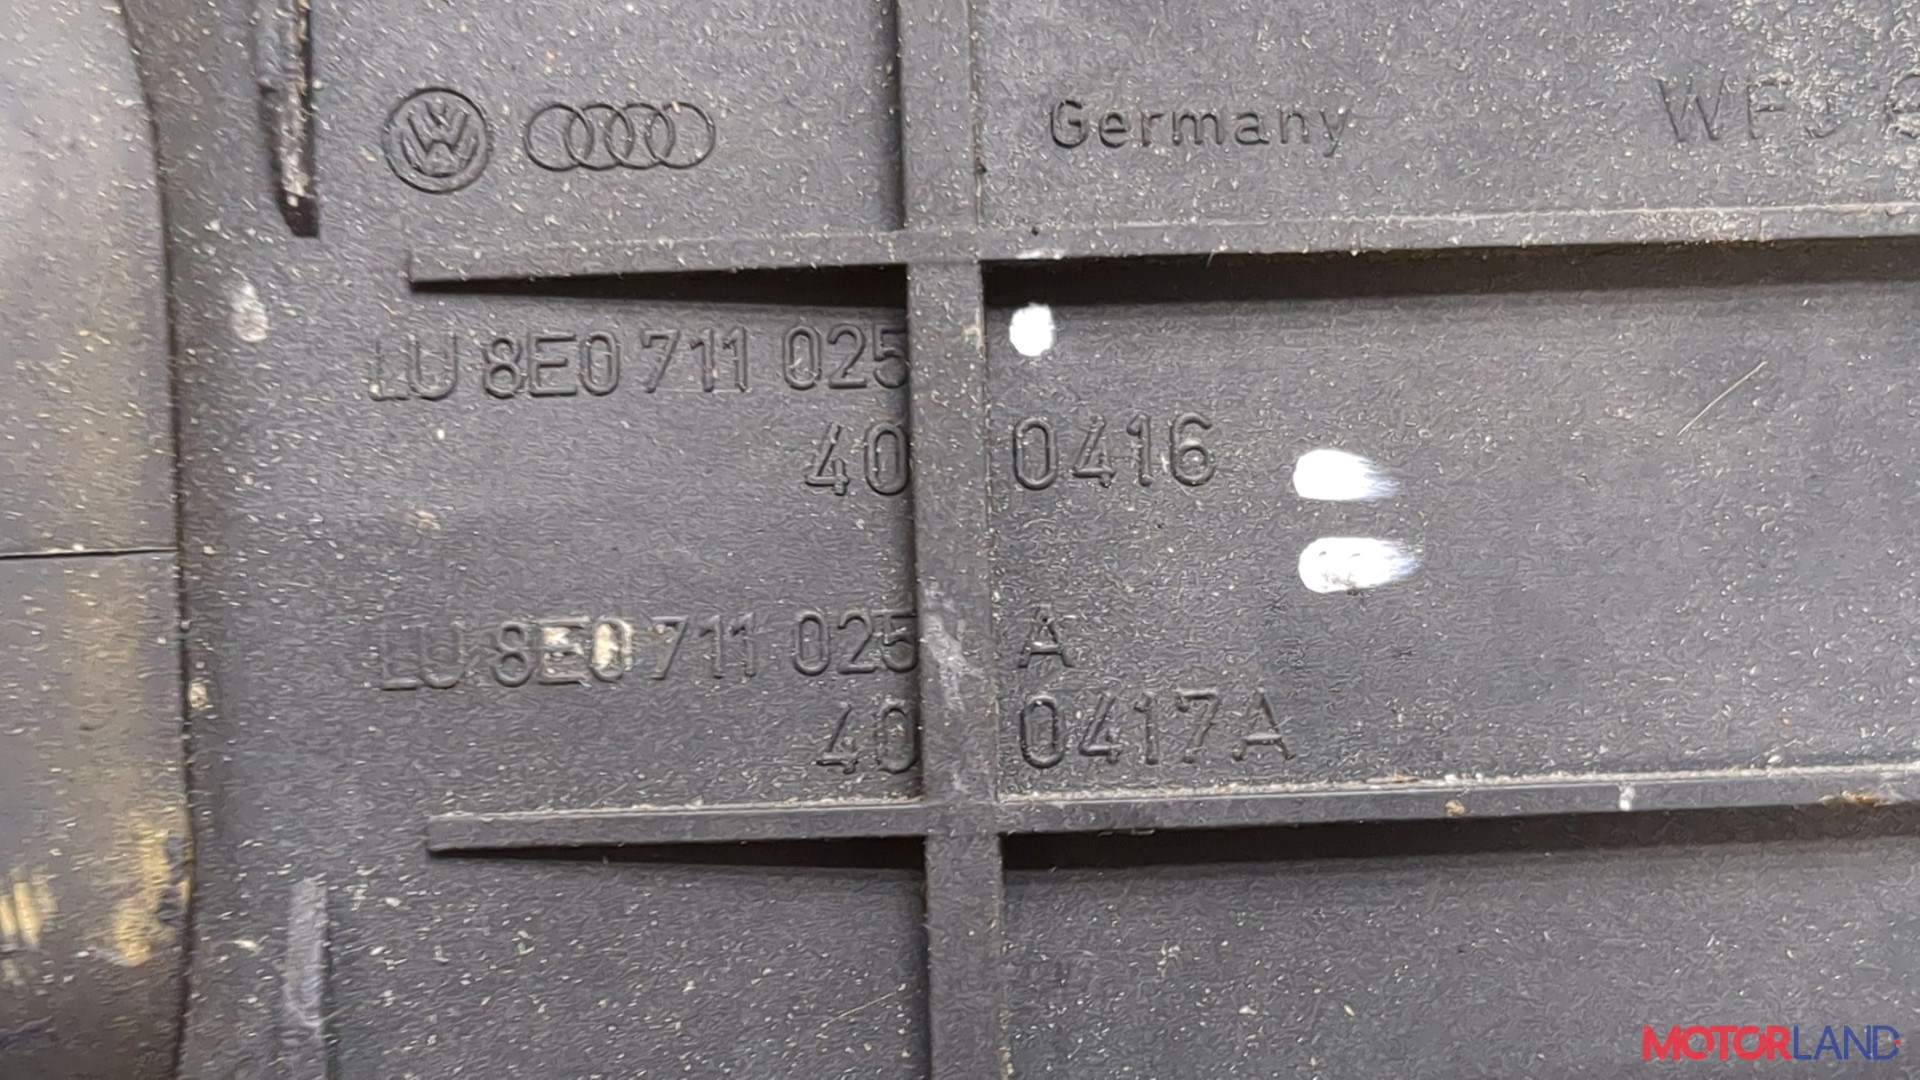 Germany
LU 8E0 711 025
40 0416
LU 8E0 711 025 A
40 0417A
MOTORLAND